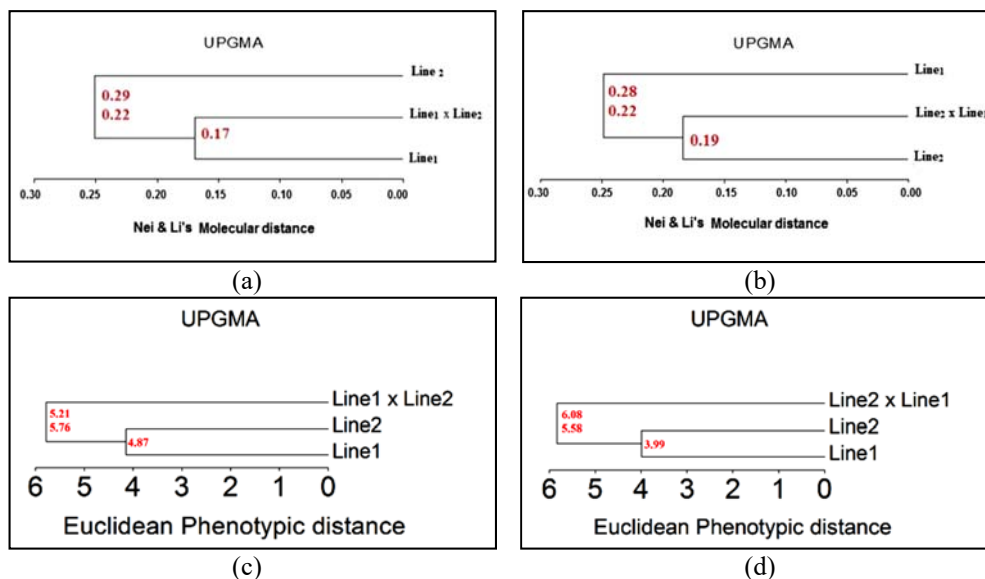 UPGMA
Line 2
0.29
0.22
Line1 x Line2
0.17
Line1
0.30 0.25 0.20 0.15 0.10 0.05 0.00
Nei & Li's Molecular distance
(a)
UPGMA
Line1
0.28
0.22
Line2 x Line1
0.19
Line2
0.30 0.25 0.20 0.15 0.10 0.05 0.00
Nei & Li's Molecular distance
(b)
UPGMA
Line1 x Line2
5.21
5.76
Line2
4.87
Line1
6 5 4 3 2 1 0
Euclidean Phenotypic distance
(c)
UPGMA
Line2 x Line1
6.08
5.58
Line2
3.99
Line1
6 5 4 3 2 1 0
Euclidean Phenotypic distance
(d)